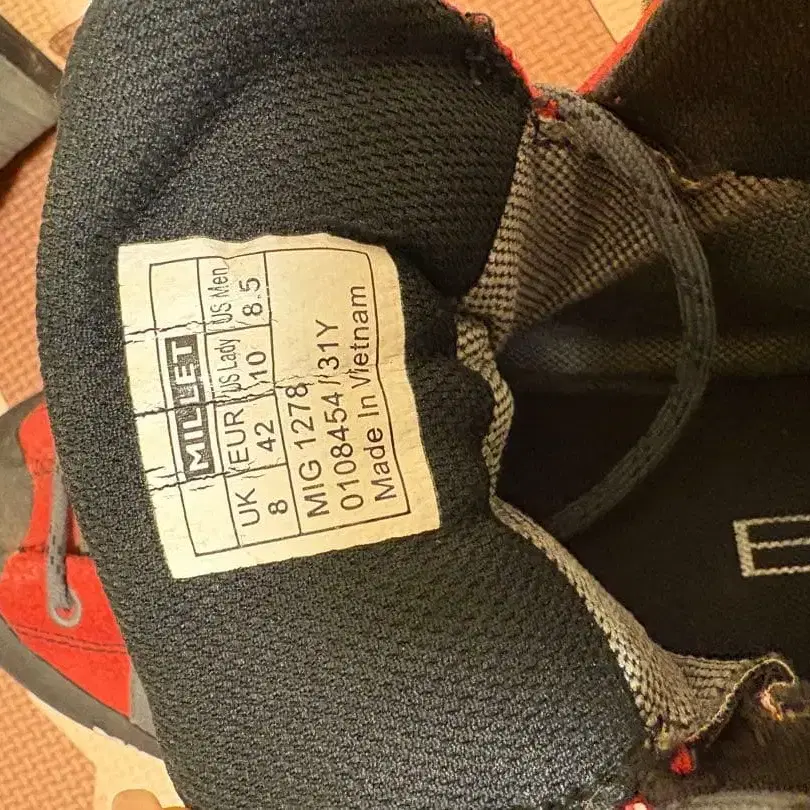 MILLET
UK EUR US Lady US Men
8 42 10 8.5
MIG 1278
0108454 / 31Y
Made In Vietnam